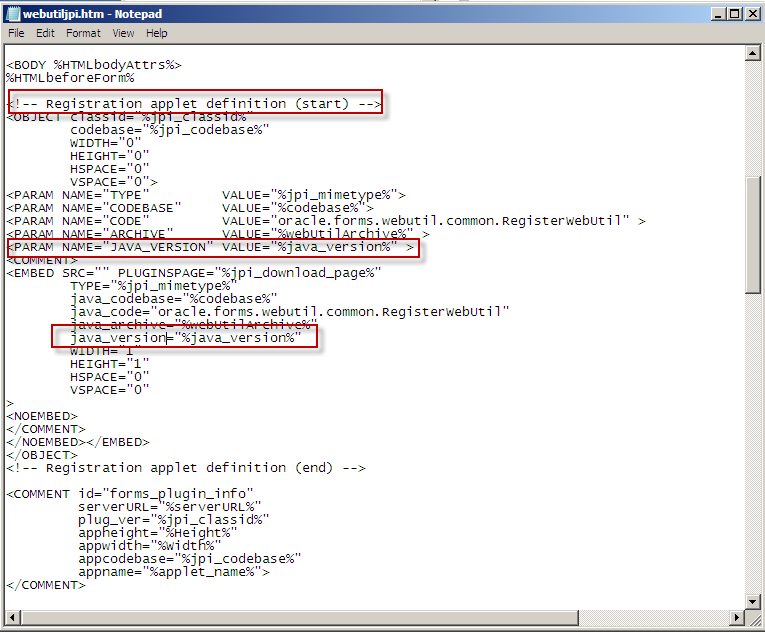 webutiljpi.htm - Notepad
File Edit Format View Help
<BODY %HTMLbodyAttrs%>
%HTMLbeforeForm%
<!-- Registration applet definition (start) -->
<OBJECT classid="%jpi_classid%"
codebase="%jpi_codebase%"
WIDTH="0"
HEIGHT="0"
HSPACE="0"
VSPACE="0">
<PARAM NAME="TYPE" VALUE="%jpi_mimetype%">
<PARAM NAME="CODEBASE" VALUE="%codebase%">
<PARAM NAME="CODE" VALUE="oracle.forms.webutil.common.RegisterWebUtil" >
<PARAM NAME="ARCHIVE" VALUE="%webUtilArchive%" >
<PARAM NAME="JAVA_VERSION" VALUE="%java_version%" >
<COMMENT>
<EMBED SRC="" PLUGINSPAGE="%jpi_download_page%"
TYPE="%jpi_mimetype%"
java_codebase="%codebase%"
java_code="oracle.forms.webutil.common.RegisterWebUtil"
java_archive="%webUtilArchive%"
java_version="%java_version%"
WIDTH="1"
HEIGHT="1"
HSPACE="0"
VSPACE="0"
>
<NOEMBED>
</COMMENT>
</NOEMBED></EMBED>
</OBJECT>
<!-- Registration applet definition (end) -->
<COMMENT id="forms_plugin_info"
serverURL="%serverURL%"
plug_ver="%jpi_classid%"
appheight="%Height%"
appwidth="%Width%"
appcodebase="%jpi_codebase%"
appname="%applet_name%">
</COMMENT>